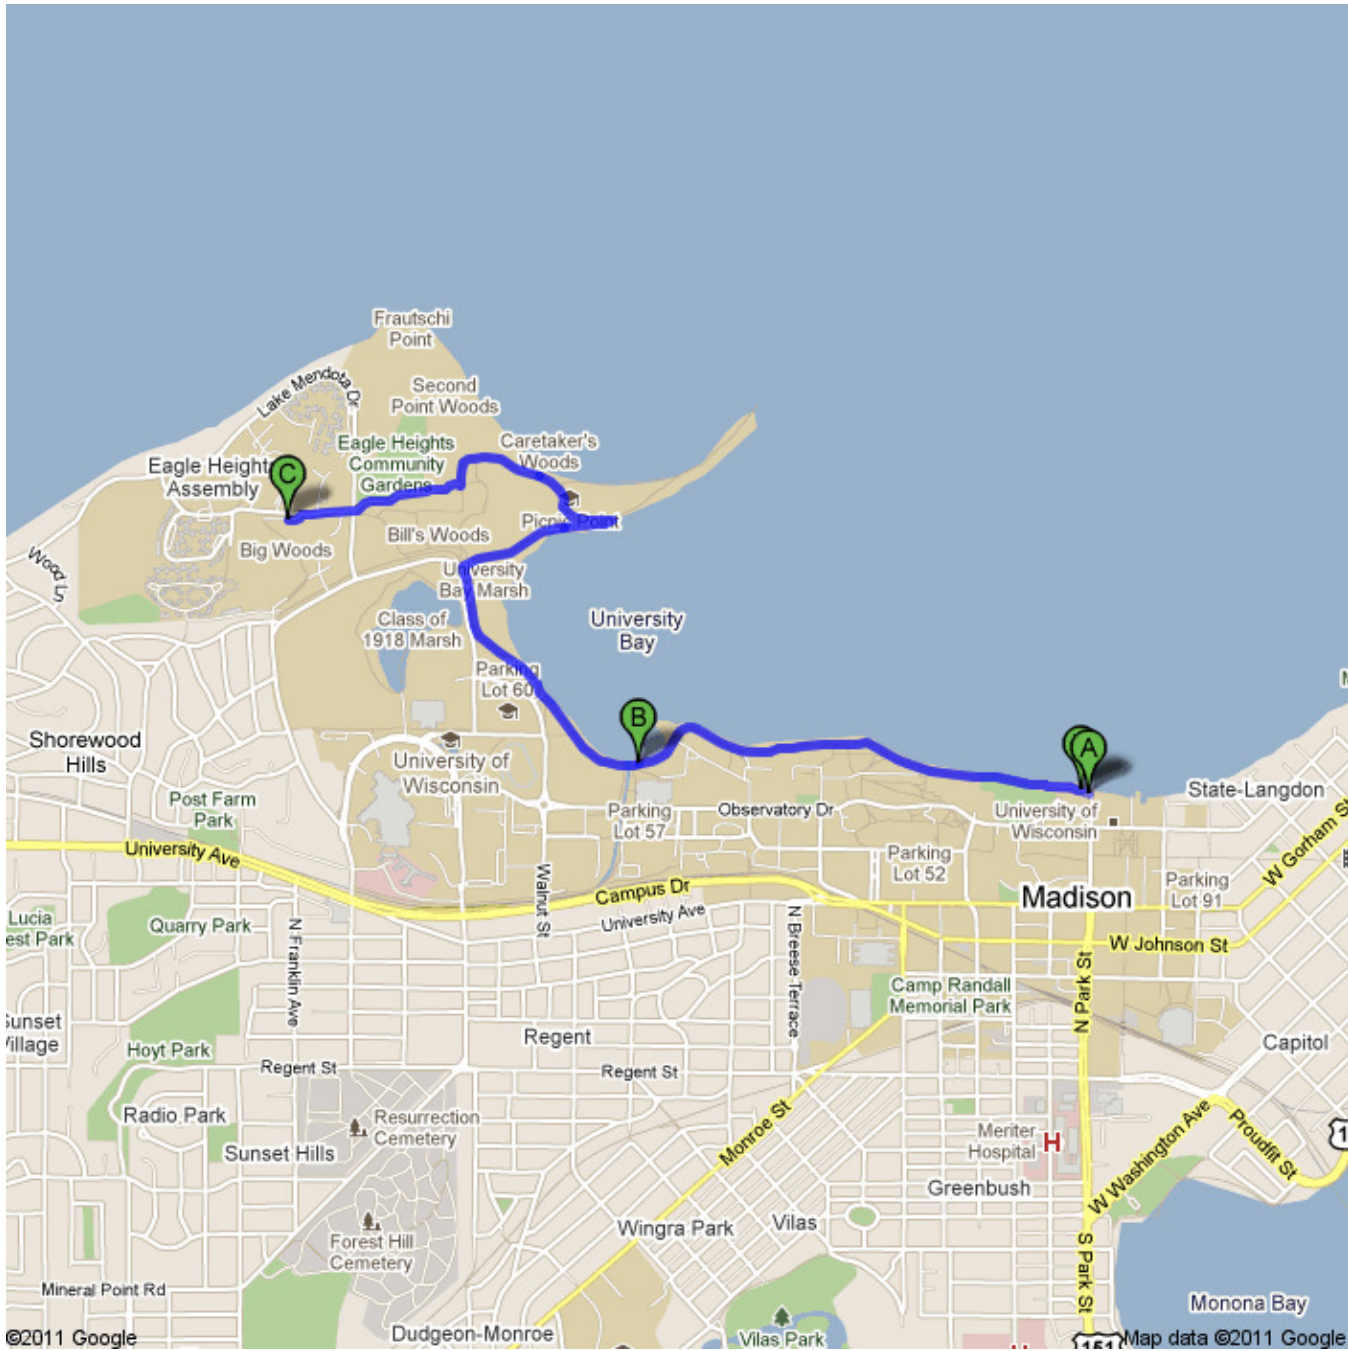 Frautschi
Point
Lake Mendota Dr
Second
Point Woods
Caretaker's
Woods
Eagle Heights
Community
Gardens
Eagle Heights
Assembly
C
Picnic Point
Bill's Woods
Big Woods
Wood Ln
University
Bay Marsh
Class of
1918 Marsh
University
Bay
Parking
Lot 60
B
A
Shorewood
Hills
University of
Wisconsin
State-Langdon
Post Farm
Park
Parking
Lot 57
Observatory Dr
University of
Wisconsin
W Gorham St
University Ave
Parking
Lot 52
Campus Dr
Walnut St
Parking
Lot 91
Madison
Lucia
est Park
Quarry Park
N Franklin Ave
University Ave
N Breese Terrace
W Johnson St
N Park St
Camp Randall
Memorial Park
Sunset
Village
Hoyt Park
Regent
Capitol
Regent St
Regent St
Radio Park
Resurrection
Cemetery
Monroe St
Meriter
Hospital
H
W Washington Ave
Proudfit St
1
Sunset Hills
Greenbush
Wingra Park
Vilas
Forest Hill
Cemetery
S Park St
Mineral Point Rd
Monona Bay
Dudgeon-Monroe
Vilas Park
151
©2011 Google
Map data ©2011 Google